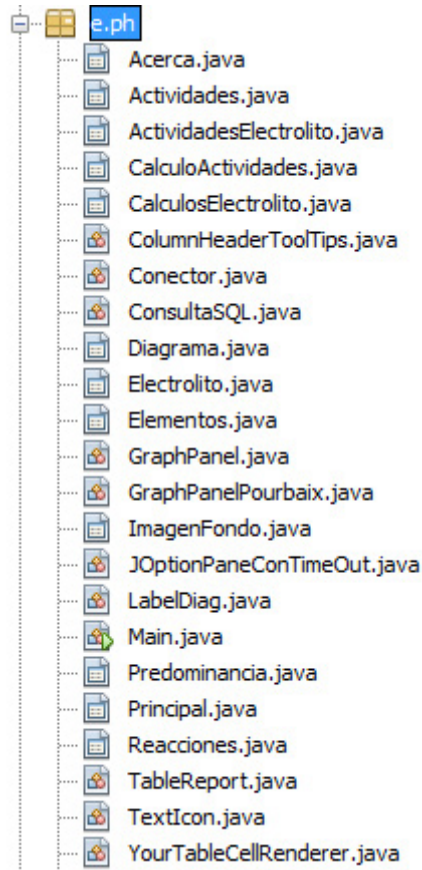 e.ph
Acerca.java
Actividades.java
ActividadesElectrolito.java
CalculoActividades.java
CalculosElectrolito.java
ColumnHeaderToolTips.java
Conector.java
ConsultaSQL.java
Diagrama.java
Electrolito.java
Elementos.java
GraphPanel.java
GraphPanelPourbaix.java
ImagenFondo.java
JOptionPaneConTimeOut.java
LabelDiag.java
Main.java
Predominancia.java
Principal.java
Reacciones.java
TableReport.java
TextIcon.java
YourTableCellRenderer.java